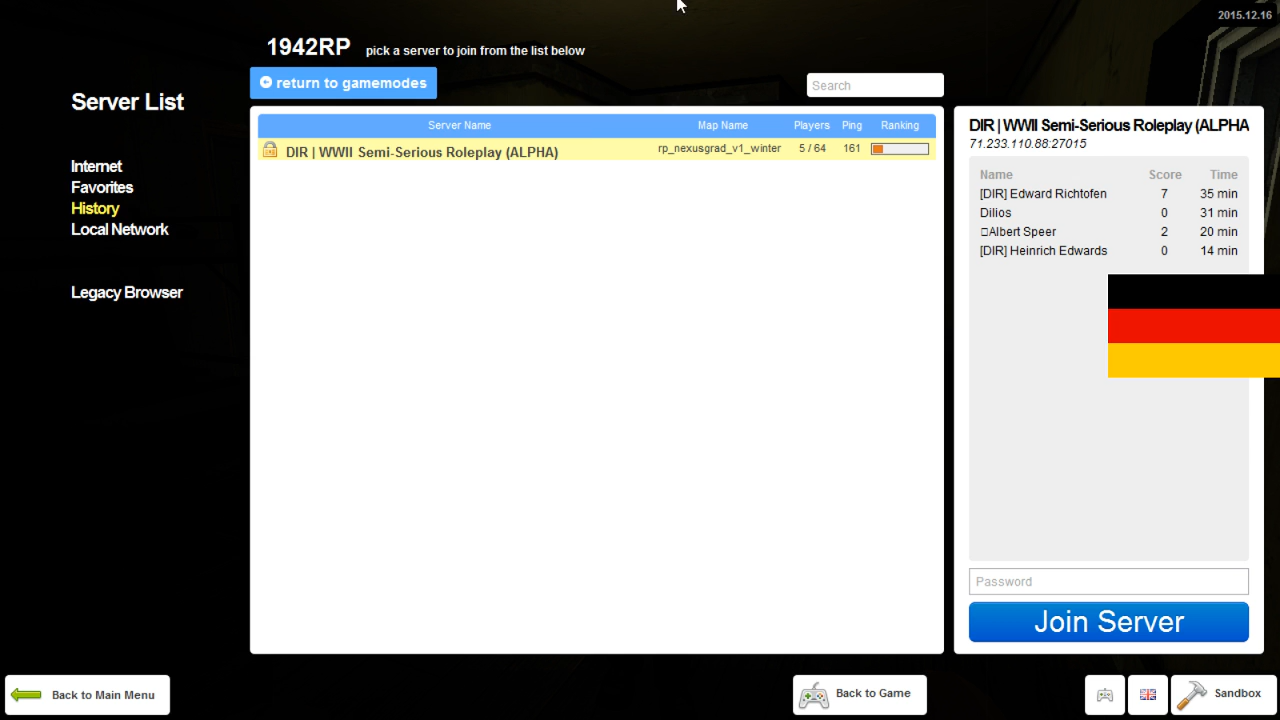 2015.12.16
1942RP pick a server to join from the list below
return to gamemodes
Search
Server List
Internet
Favorites
History
Local Network
Legacy Browser
Server Name Map Name Players Ping Ranking
DIR | WWII Semi-Serious Roleplay (ALPHA) rp_nexusgrad_v1_winter 5 / 64 161
DIR | WWII Semi-Serious Roleplay (ALPHA
71.233.110.88:27015
Name Score Time
[DIR] Edward Richtofen 7 35 min
Dilios 0 31 min
▯Albert Speer 2 20 min
[DIR] Heinrich Edwards 0 14 min
Password
Join Server
Back to Main Menu
Back to Game
Sandbox